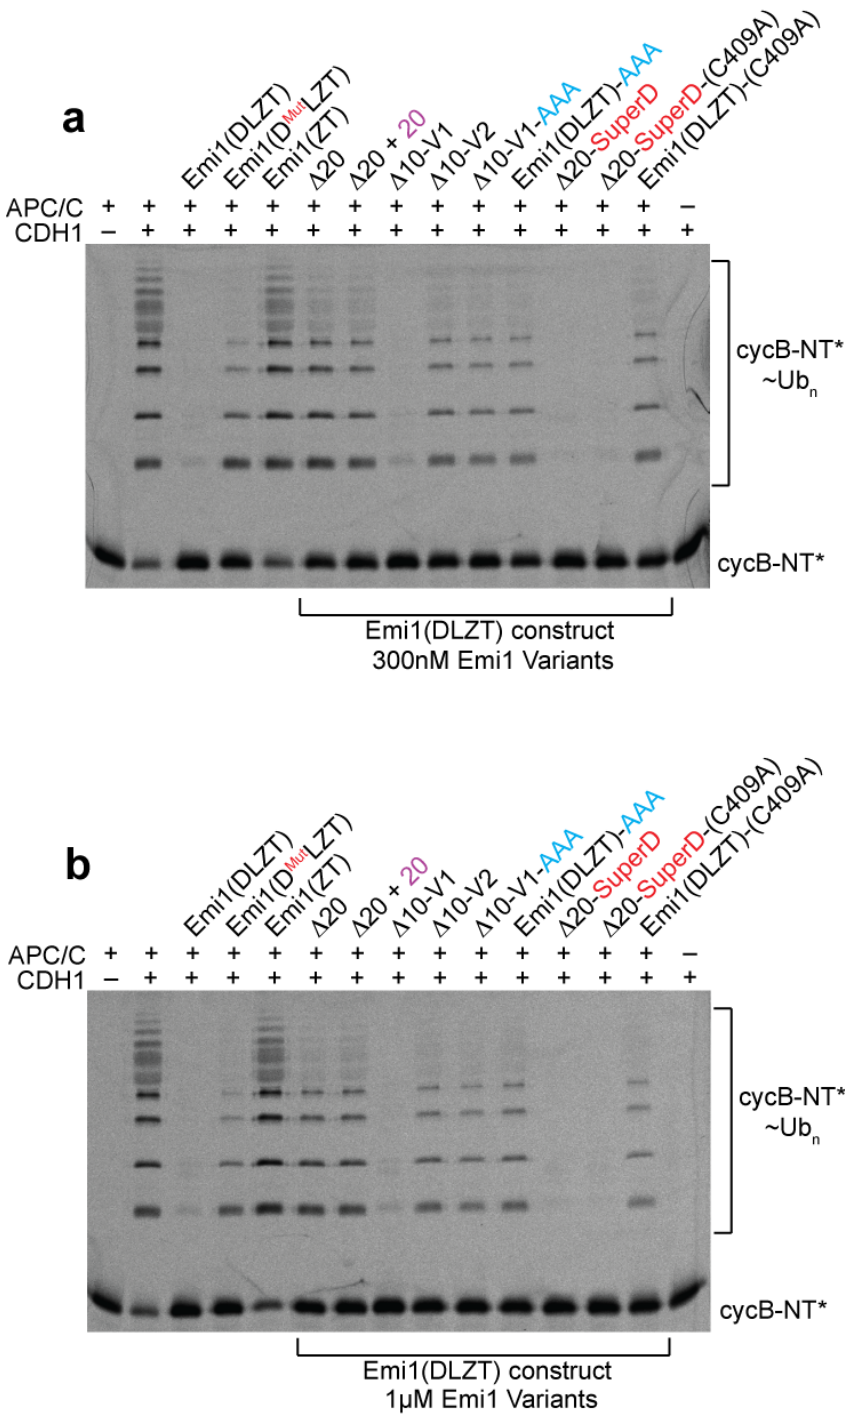 a
Emi1(DLZT)
Emi1(DMutLZT)
Emi1(ZT)
Δ20
Δ20 + 20
Δ10-V1
Δ10-V2
Δ10-V1-AAA
Emi1(DLZT)-AAA
Δ20-SuperD
Δ20-SuperD-(C409A)
Emi1(DLZT)-(C409A)
APC/C + + + + + + + + + + + + + + –
CDH1 – + + + + + + + + + + + + + +
cycB-NT*
~Ubn
cycB-NT*
Emi1(DLZT) construct
300nM Emi1 Variants
b
Emi1(DLZT)
Emi1(DMutLZT)
Emi1(ZT)
Δ20
Δ20 + 20
Δ10-V1
Δ10-V2
Δ10-V1-AAA
Emi1(DLZT)-AAA
Δ20-SuperD
Δ20-SuperD-(C409A)
Emi1(DLZT)-(C409A)
APC/C + + + + + + + + + + + + + + –
CDH1 – + + + + + + + + + + + + + +
cycB-NT*
~Ubn
cycB-NT*
Emi1(DLZT) construct
1µM Emi1 Variants